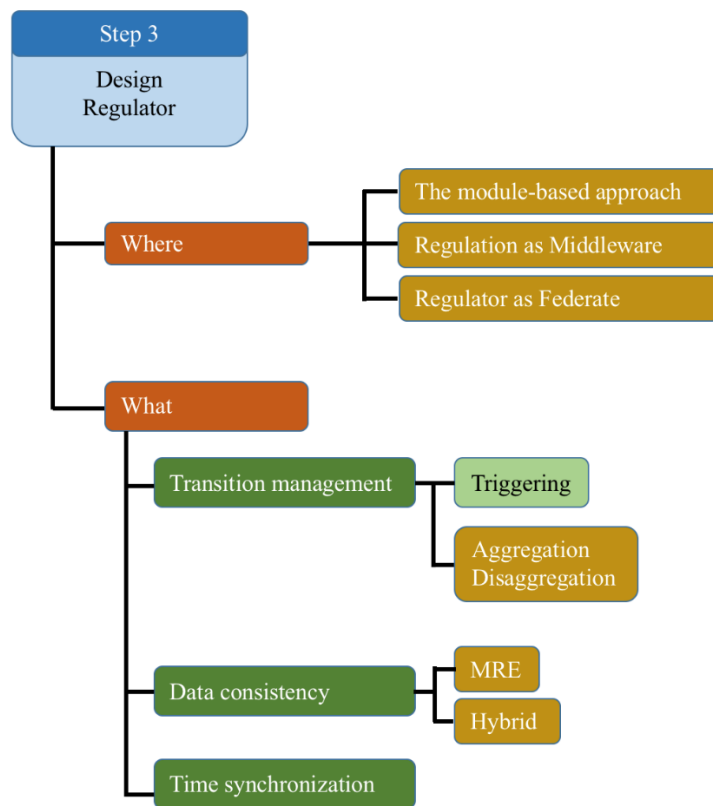 Step 3
Design
Regulator
The module-based approach
Where
Regulation as Middleware
Regulator as Federate
What
Transition management
Triggering
Aggregation
Disaggregation
MRE
Data consistency
Hybrid
Time synchronization